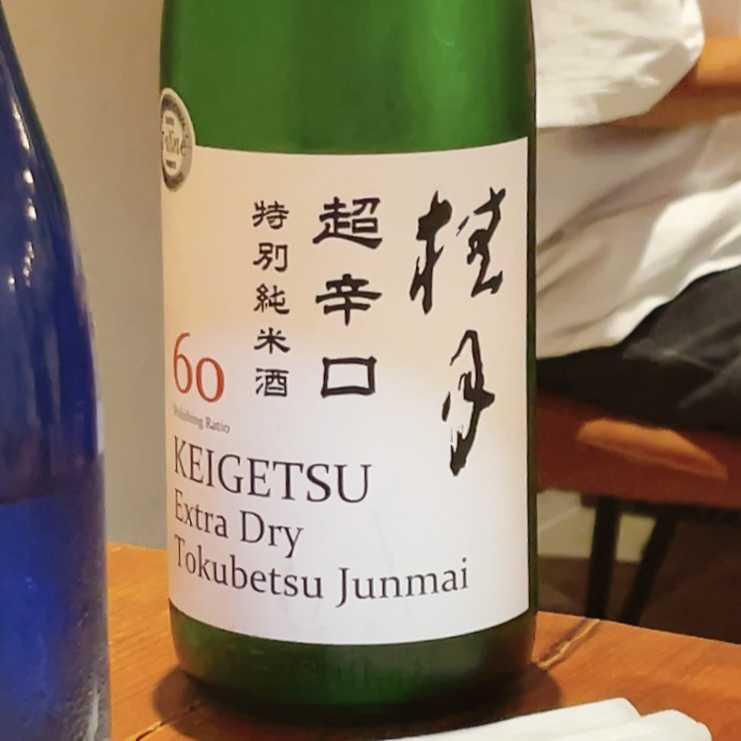 桂月
超辛口
特別純米酒
60
Polishing Ratio
KEIGETSU
Extra Dry
Tokubetsu Junmai